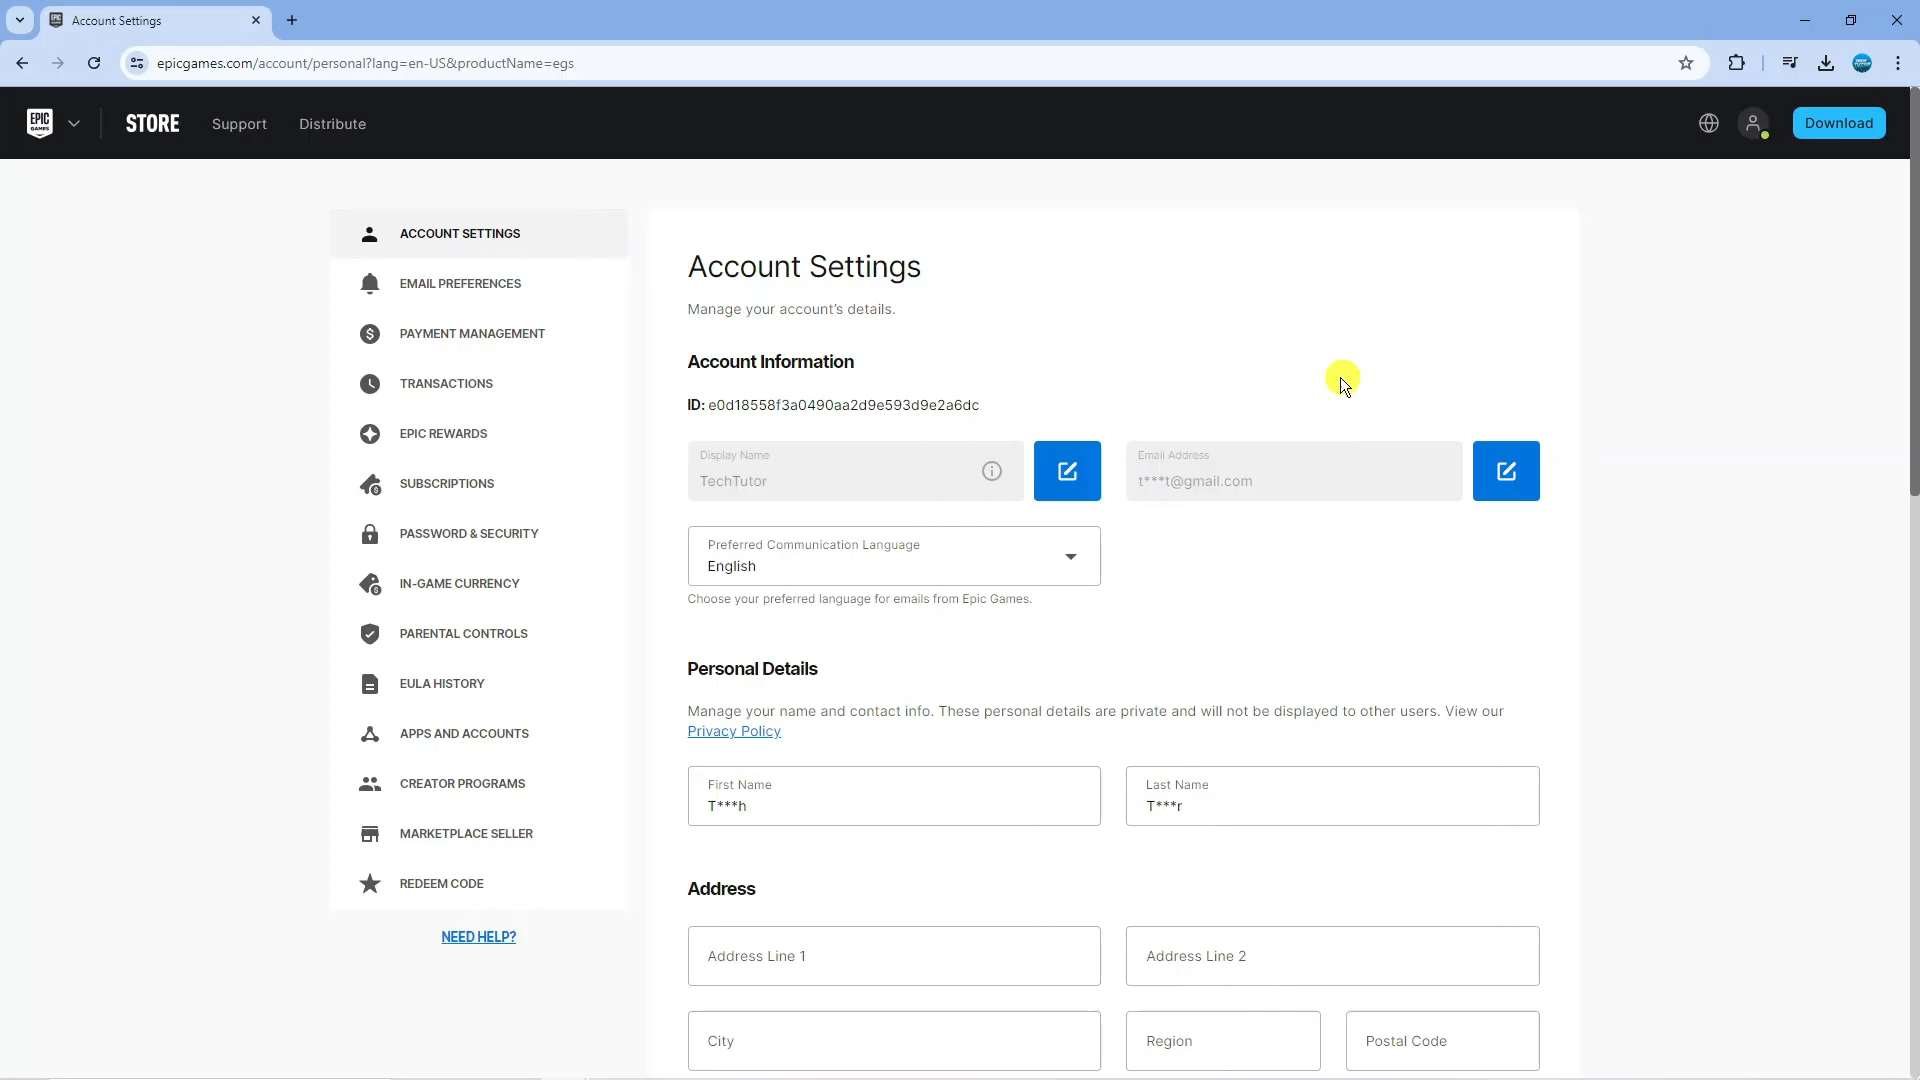 Account Settings
epicgames.com/account/personal?lang=en-US&productName=egs
EPIC GAMES
STORE
Support
Distribute
Download
ACCOUNT SETTINGS
EMAIL PREFERENCES
PAYMENT MANAGEMENT
TRANSACTIONS
EPIC REWARDS
SUBSCRIPTIONS
PASSWORD & SECURITY
IN-GAME CURRENCY
PARENTAL CONTROLS
EULA HISTORY
APPS AND ACCOUNTS
CREATOR PROGRAMS
MARKETPLACE SELLER
REDEEM CODE
NEED HELP?
Account Settings
Manage your account's details.
Account Information
ID: e0d18558f3a0490aa2d9e593d9e2a6dc
Display Name
TechTutor
Email Address
t***t@gmail.com
Preferred Communication Language
English
Choose your preferred language for emails from Epic Games.
Personal Details
Manage your name and contact info. These personal details are private and will not be displayed to other users. View our
Privacy Policy
First Name
T***h
Last Name
T***r
Address
Address Line 1
Address Line 2
City
Region
Postal Code